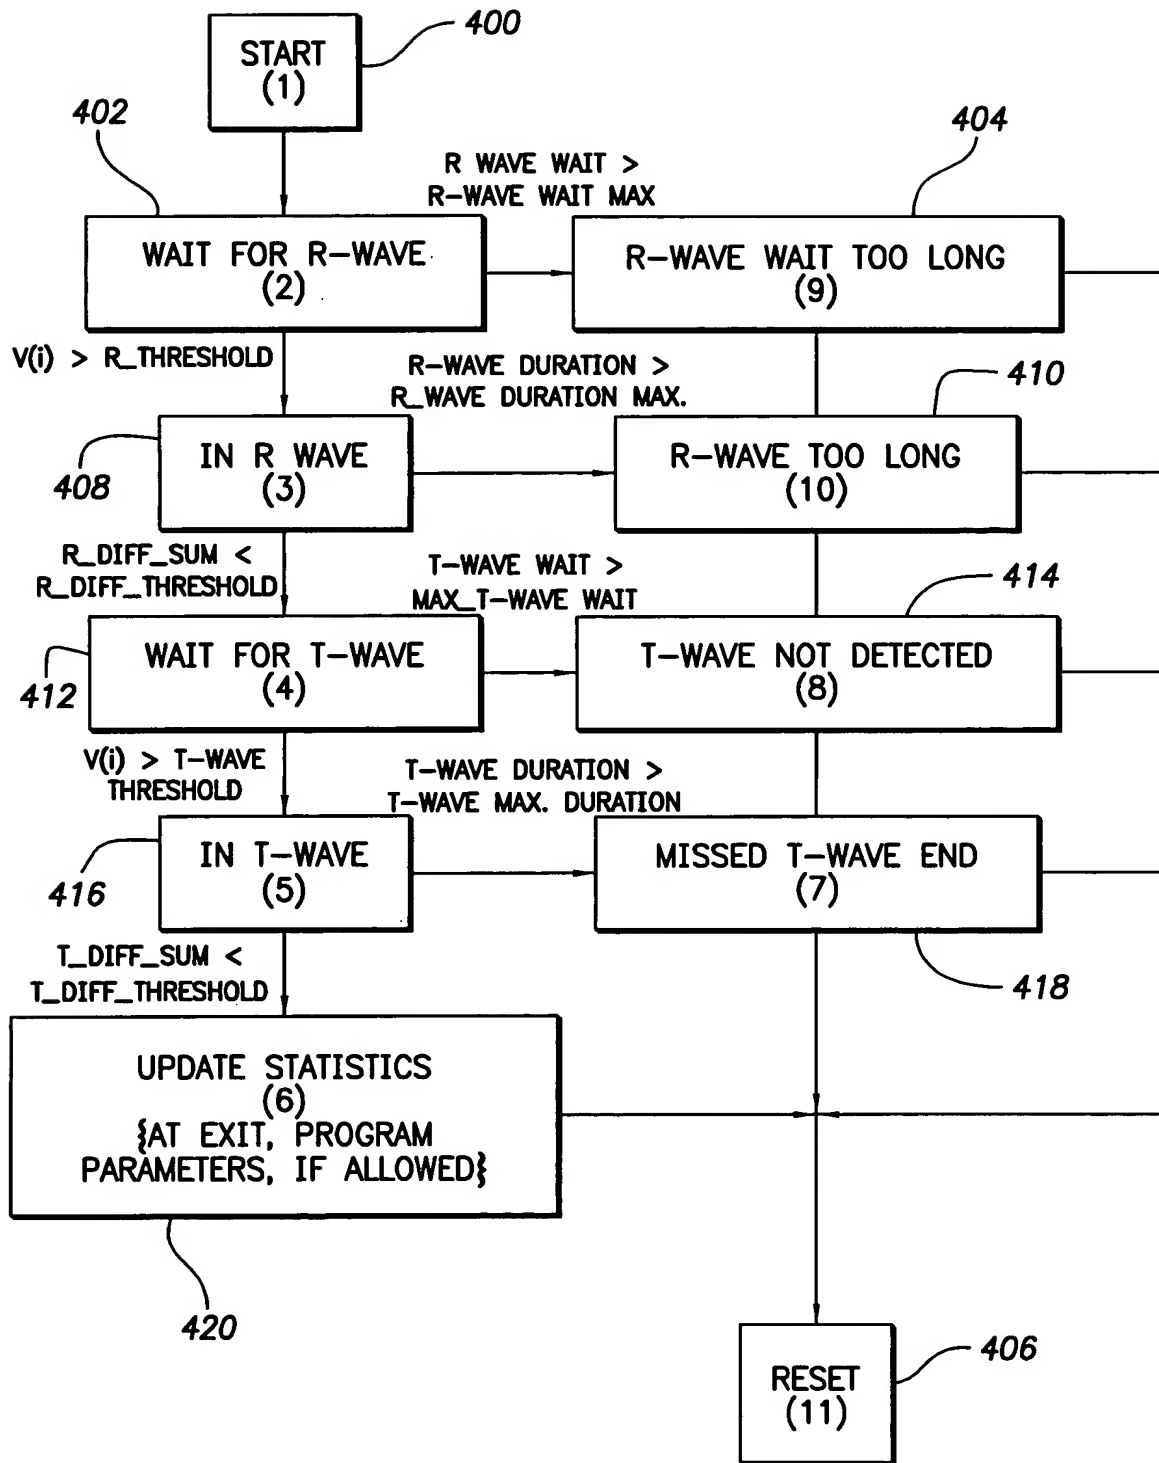 START
(1)
400
402
R WAVE WAIT >
R-WAVE WAIT MAX
404
WAIT FOR R-WAVE
(2)
R-WAVE WAIT TOO LONG
(9)
V(i) > R_THRESHOLD
R-WAVE DURATION >
R_WAVE DURATION MAX.
410
IN R WAVE
(3)
408
R-WAVE TOO LONG
(10)
R_DIFF_SUM <
R_DIFF_THRESHOLD
T-WAVE WAIT >
MAX_T-WAVE WAIT
414
WAIT FOR T-WAVE
(4)
412
T-WAVE NOT DETECTED
(8)
V(i) > T-WAVE
THRESHOLD
T-WAVE DURATION >
T-WAVE MAX. DURATION
IN T-WAVE
(5)
416
MISSED T-WAVE END
(7)
418
T_DIFF_SUM <
T_DIFF_THRESHOLD
UPDATE STATISTICS
(6)
{AT EXIT, PROGRAM
PARAMETERS, IF ALLOWED}
420
RESET
(11)
406